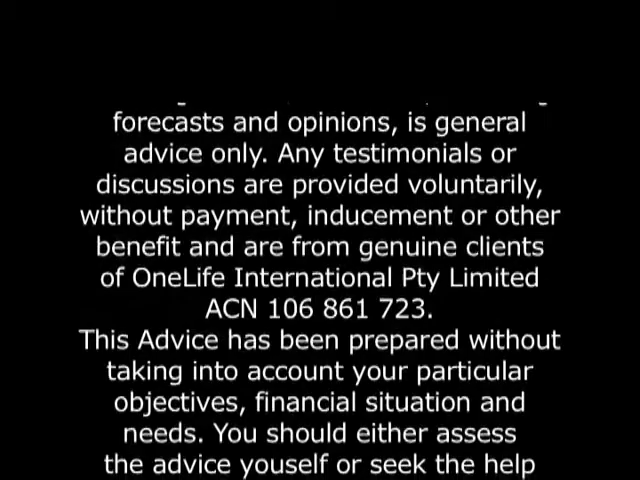 forecasts and opinions, is general
advice only. Any testimonials or
discussions are provided voluntarily,
without payment, inducement or other
benefit and are from genuine clients
of OneLife International Pty Limited
ACN 106 861 723.
This Advice has been prepared without
taking into account your particular
objectives, financial situation and
needs. You should either assess
the advice youself or seek the help